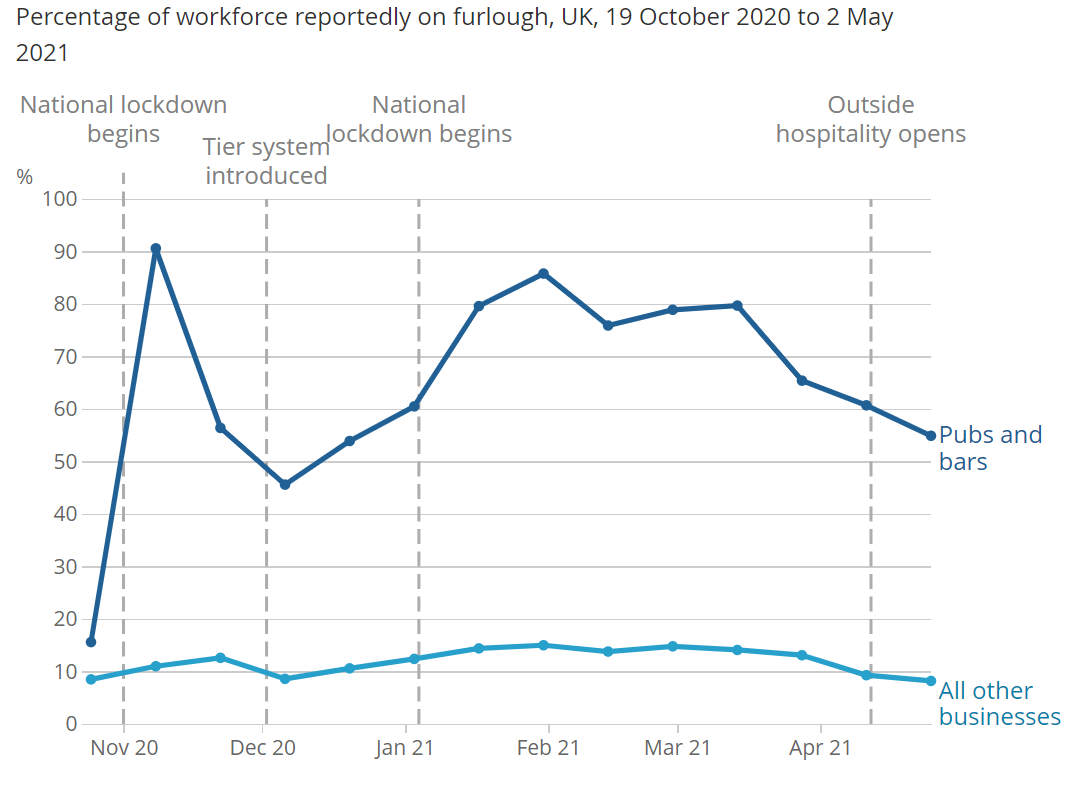 Percentage of workforce reportedly on furlough, UK, 19 October 2020 to 2 May
2021
National lockdown
begins
Tier system
introduced
National
lockdown begins
Outside
hospitality opens
%
100
90
80
70
60
50
40
30
20
10
0
Pubs and
bars
All other
businesses
Nov 20
Dec 20
Jan 21
Feb 21
Mar 21
Apr 21